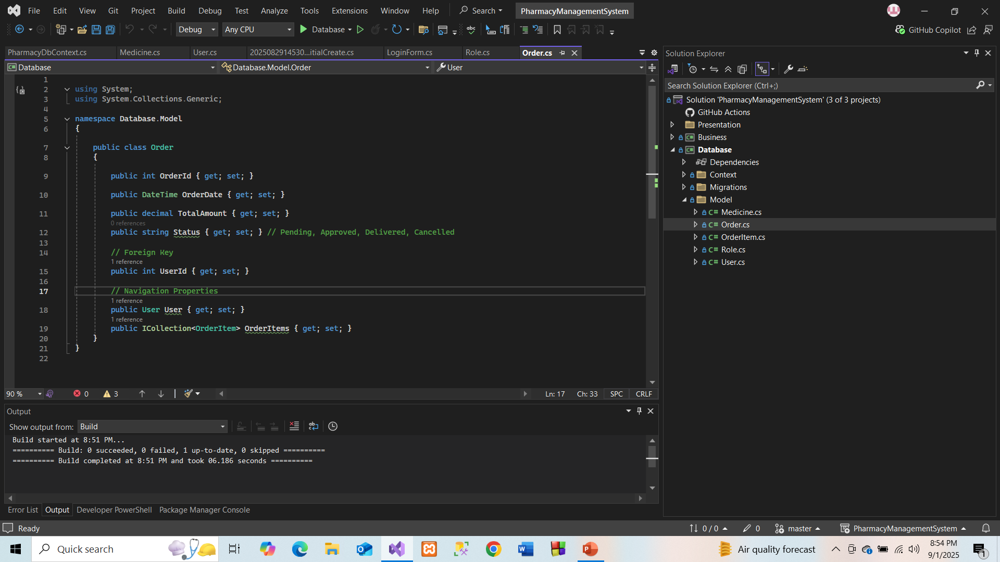 File Edit View Git Project Build Debug Test Analyze Tools Extensions Window Help Search PharmacyManagementSystem
Debug Any CPU Database GitHub Copilot
PharmacyDbContext.cs Medicine.cs User.cs 2025082914530...itialCreate.cs LoginForm.cs Role.cs Order.cs
Database Database.Model.Order User
1
2 using System;
3 using System.Collections.Generic;
4
5 namespace Database.Model
6 {
7 public class Order
8 {
9 public int OrderId { get; set; }
10 public DateTime OrderDate { get; set; }
11 public decimal TotalAmount { get; set; }
0 references
12 public string Status { get; set; } // Pending, Approved, Delivered, Cancelled
13
14 // Foreign Key
1 reference
15 public int UserId { get; set; }
16
17 // Navigation Properties
1 reference
18 public User User { get; set; }
1 reference
19 public ICollection<OrderItem> OrderItems { get; set; }
20 }
21 }
22
90 % 0 3 Ln: 17 Ch: 33 SPC CRLF
Output
Show output from: Build
Build started at 8:51 PM...
========== Build: 0 succeeded, 0 failed, 1 up-to-date, 0 skipped ==========
========== Build completed at 8:51 PM and took 06.186 seconds ==========
Error List Output Developer PowerShell Package Manager Console
Solution Explorer
Search Solution Explorer (Ctrl+;)
Solution 'PharmacyManagementSystem' (3 of 3 projects)
GitHub Actions
Presentation
C# Business
C# Database
Dependencies
Context
Migrations
Model
C# Medicine.cs
C# Order.cs
C# OrderItem.cs
C# Role.cs
C# User.cs
Ready 0 / 0 0 master PharmacyManagementSystem
Quick search Air quality forecast 8:54 PM
9/1/2025
1